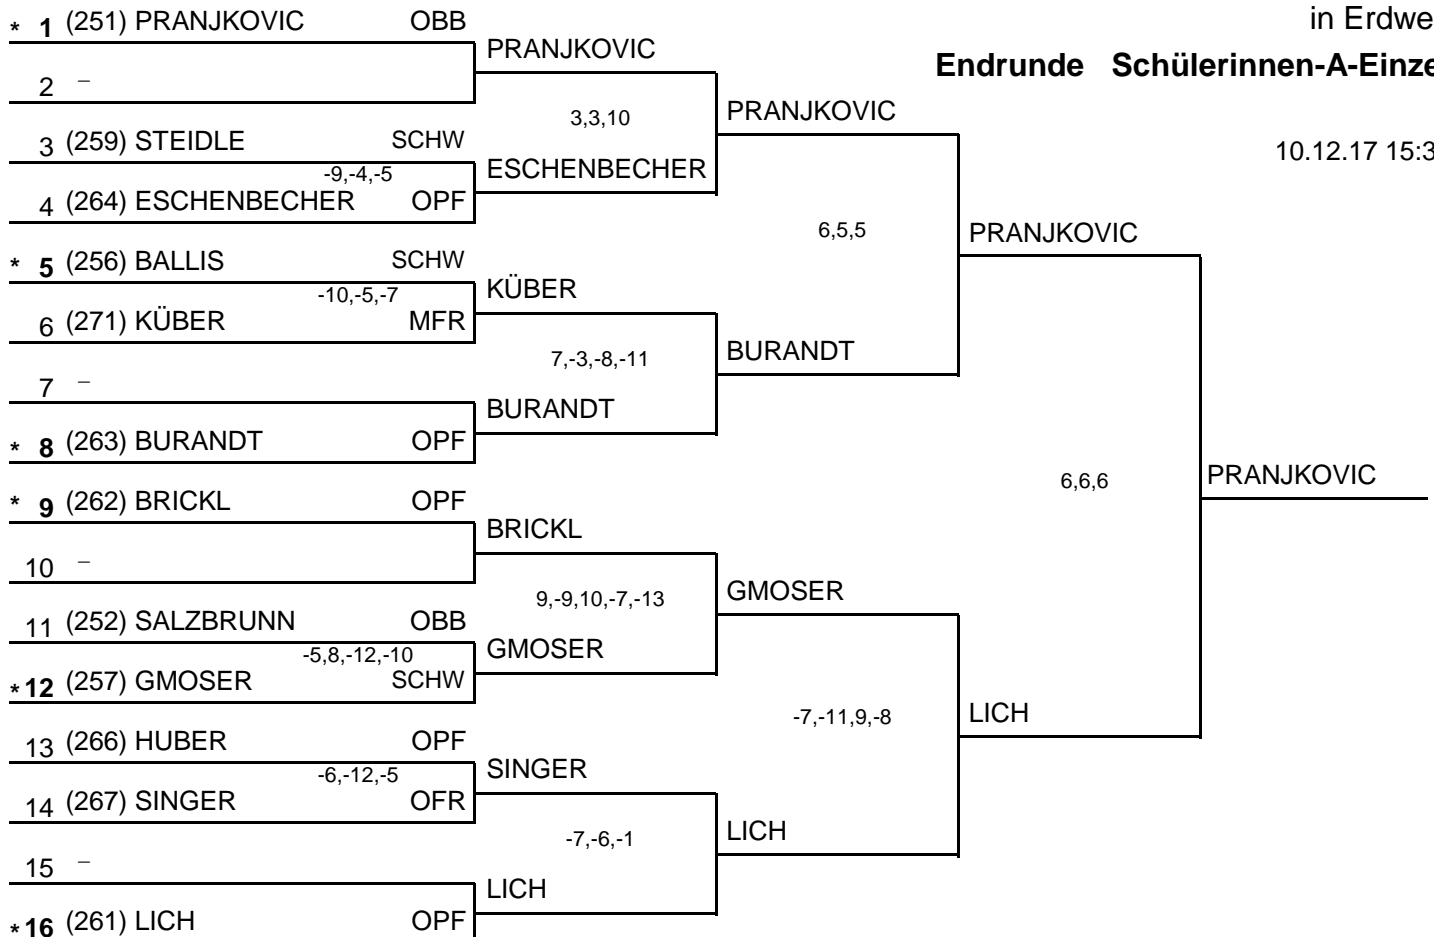 * 1 (251) PRANJKOVIC OBB
in Erdwe
PRANJKOVIC
2 –
Endrunde Schülerinnen-A-Einze
3,3,10
PRANJKOVIC
3 (259) STEIDLE SCHW
10.12.17 15:3
-9,-4,-5
ESCHENBECHER
4 (264) ESCHENBECHER OPF
6,5,5
PRANJKOVIC
* 5 (256) BALLIS SCHW
-10,-5,-7
KÜBER
6 (271) KÜBER MFR
7,-3,-8,-11
BURANDT
7 –
BURANDT
* 8 (263) BURANDT OPF
6,6,6
PRANJKOVIC
* 9 (262) BRICKL OPF
BRICKL
10 –
9,-9,10,-7,-13
GMOSER
11 (252) SALZBRUNN OBB
-5,8,-12,-10
GMOSER
* 12 (257) GMOSER SCHW
-7,-11,9,-8
LICH
13 (266) HUBER OPF
-6,-12,-5
SINGER
14 (267) SINGER OFR
-7,-6,-1
LICH
15 –
LICH
* 16 (261) LICH OPF